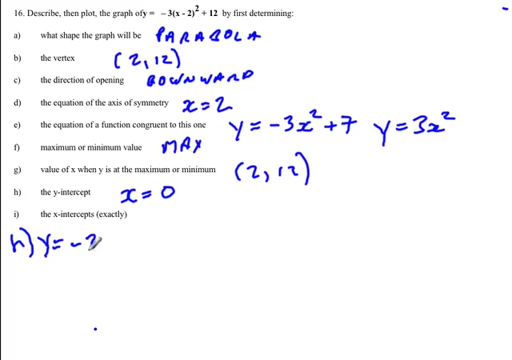 16. Describe, then plot, the graph ofy = − 3(x - 2)² + 12 by first determining:
a) what shape the graph will be PARABOLA
b) the vertex (2,12)
c) the direction of opening DOWNWARD
d) the equation of the axis of symmetry x=2
e) the equation of a function congruent to this one y=-3x²+7 y=3x²
f) maximum or minimum value MAX
g) value of x when y is at the maximum or minimum (2,12)
h) the y-intercept x=0
i) the x-intercepts (exactly)
h) y=-3